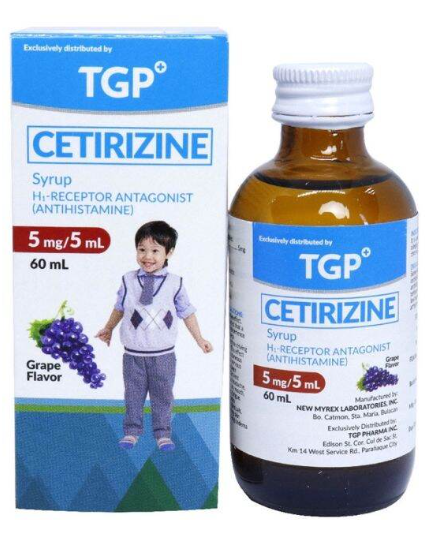 Exclusively distributed by
TGP+
CETIRIZINE
Syrup
H₁-RECEPTOR ANTAGONIST
(ANTIHISTAMINE)
5 mg/5 mL
60 mL
Grape
Flavor
Exclusively distributed by
TGP+
CETIRIZINE
Syrup
H₁-RECEPTOR ANTAGONIST
(ANTIHISTAMINE)
5 mg/5 mL
60 mL
Grape
Flavor
Manufactured by:
NEW MYREX LABORATORIES, INC.
Bo. Catmon, Sta. Maria, Bulacan
Exclusively Distributed by:
TGP PHARMA INC.
Edison St. Cor. Cul de Sac St.
Km 14 West Service Rd., Parañaque City